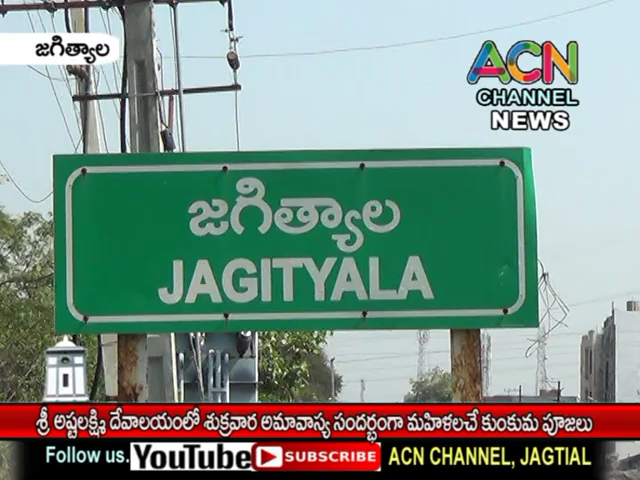 జగిత్యాల
ACN
CHANNEL
NEWS
జగిత్యాల
JAGITYALA
శ్రీ అష్టలక్ష్మి దేవాలయంలో శుక్రవార అమావాస్య సందర్భంగా మహిళలచే కుంకుమ పూజలు
Follow us. YouTube SUBSCRIBE ACN CHANNEL, JAGTIAL